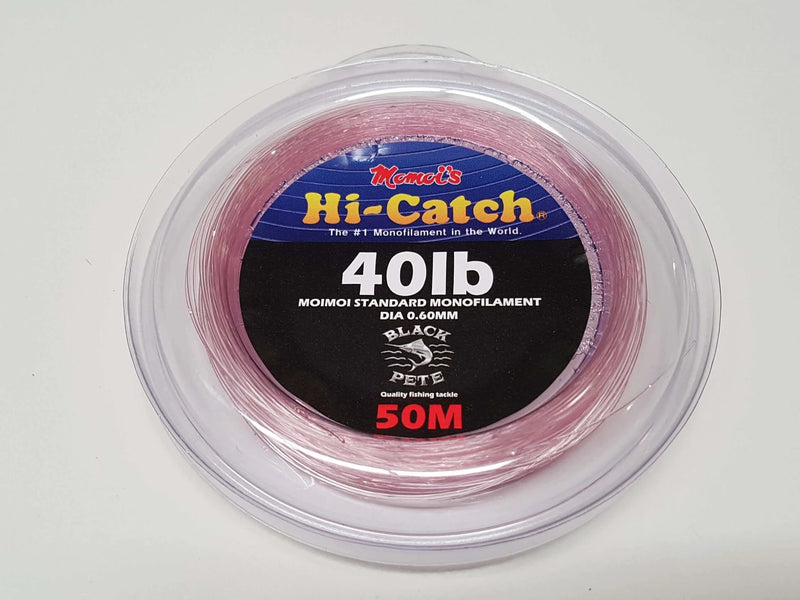 Momoi's
Hi-Catch®
The #1 Monofilament in the World.
40lb
MOIMOI STANDARD MONOFILAMENT
DIA 0.60MM
BLACK
PETE
Quality fishing tackle
50M